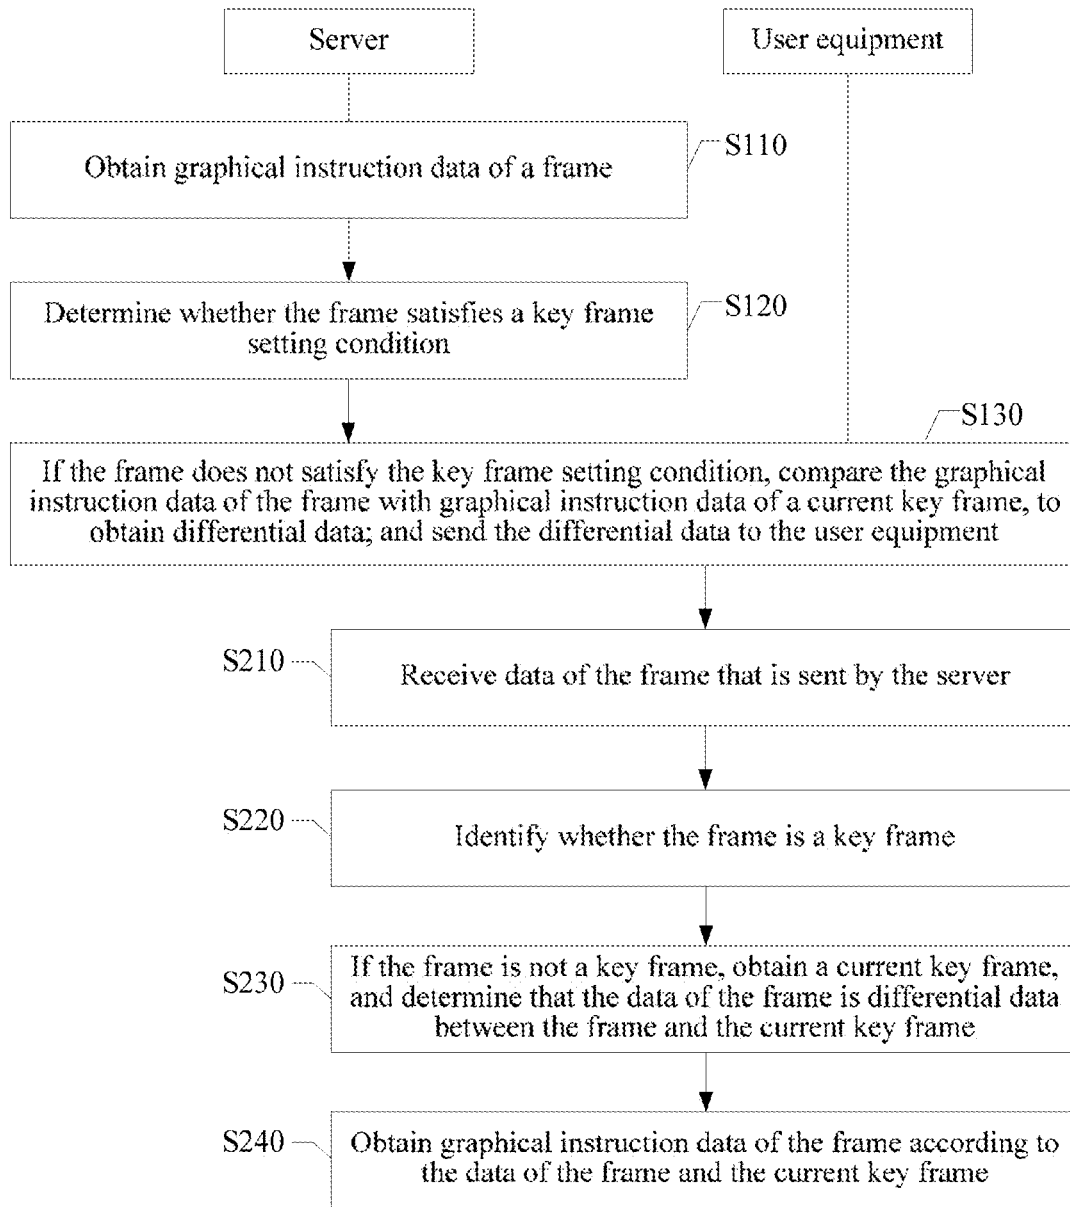 Server
User equipment
Obtain graphical instruction data of a frame
S110
Determine whether the frame satisfies a key frame
setting condition
S120
S130
If the frame does not satisfy the key frame setting condition, compare the graphical
instruction data of the frame with graphical instruction data of a current key frame, to
obtain differential data; and send the differential data to the user equipment
S210
Receive data of the frame that is sent by the server
S220
Identify whether the frame is a key frame
S230
If the frame is not a key frame, obtain a current key frame,
and determine that the data of the frame is differential data
between the frame and the current key frame
S240
Obtain graphical instruction data of the frame according to
the data of the frame and the current key frame